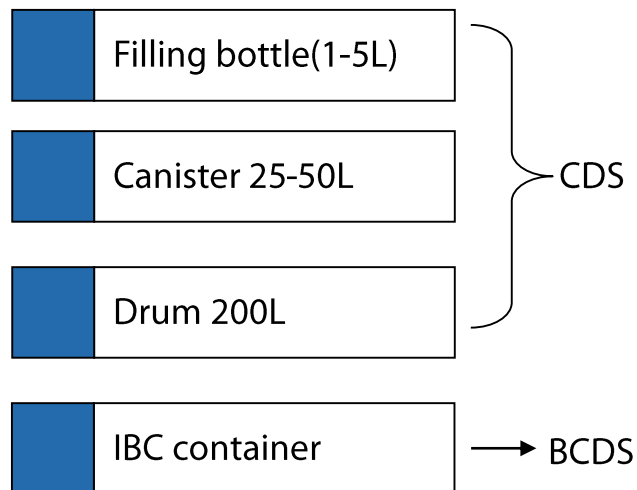 Filling bottle(1-5L)
Canister 25-50L
CDS
Drum 200L
IBC container
BCDS